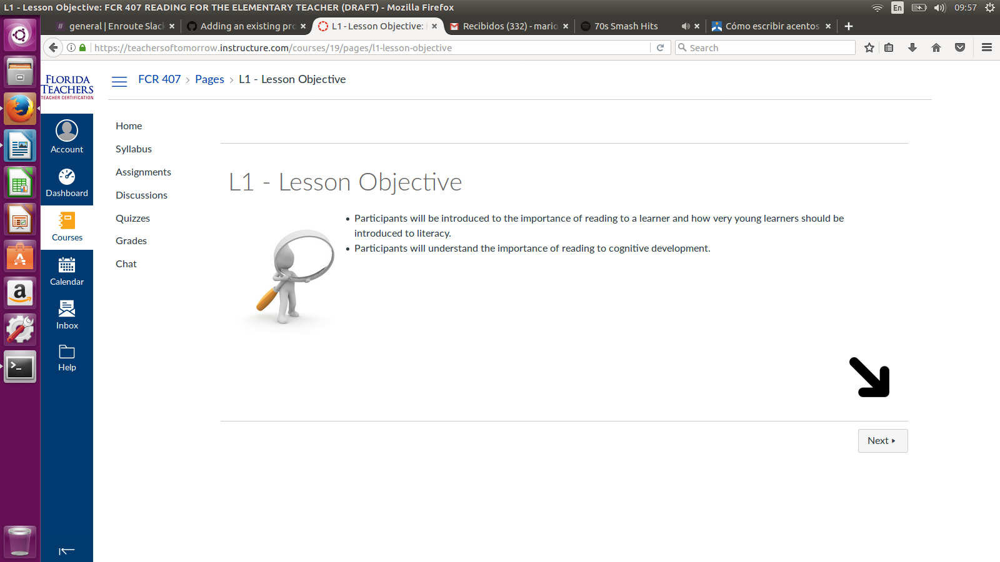 L1 - Lesson Objective: FCR 407 READING FOR THE ELEMENTARY TEACHER (DRAFT) - Mozilla Firefox
En
09:57
# general | Enroute Slack
Adding an existing pro
L1 - Lesson Objective:
Recibidos (332) - mario
70s Smash Hits
Cómo escribir acentos
https://teachersoftomorrow.instructure.com/courses/19/pages/l1-lesson-objective
Search
FLORIDA
TEACHERS
TEACHER CERTIFICATION
FCR 407 › Pages › L1 - Lesson Objective
Account
Dashboard
Courses
Calendar
Inbox
Help
Home
Syllabus
Assignments
Discussions
Quizzes
Grades
Chat
L1 - Lesson Objective
• Participants will be introduced to the importance of reading to a learner and how very young learners should be
introduced to literacy.
• Participants will understand the importance of reading to cognitive development.
Next